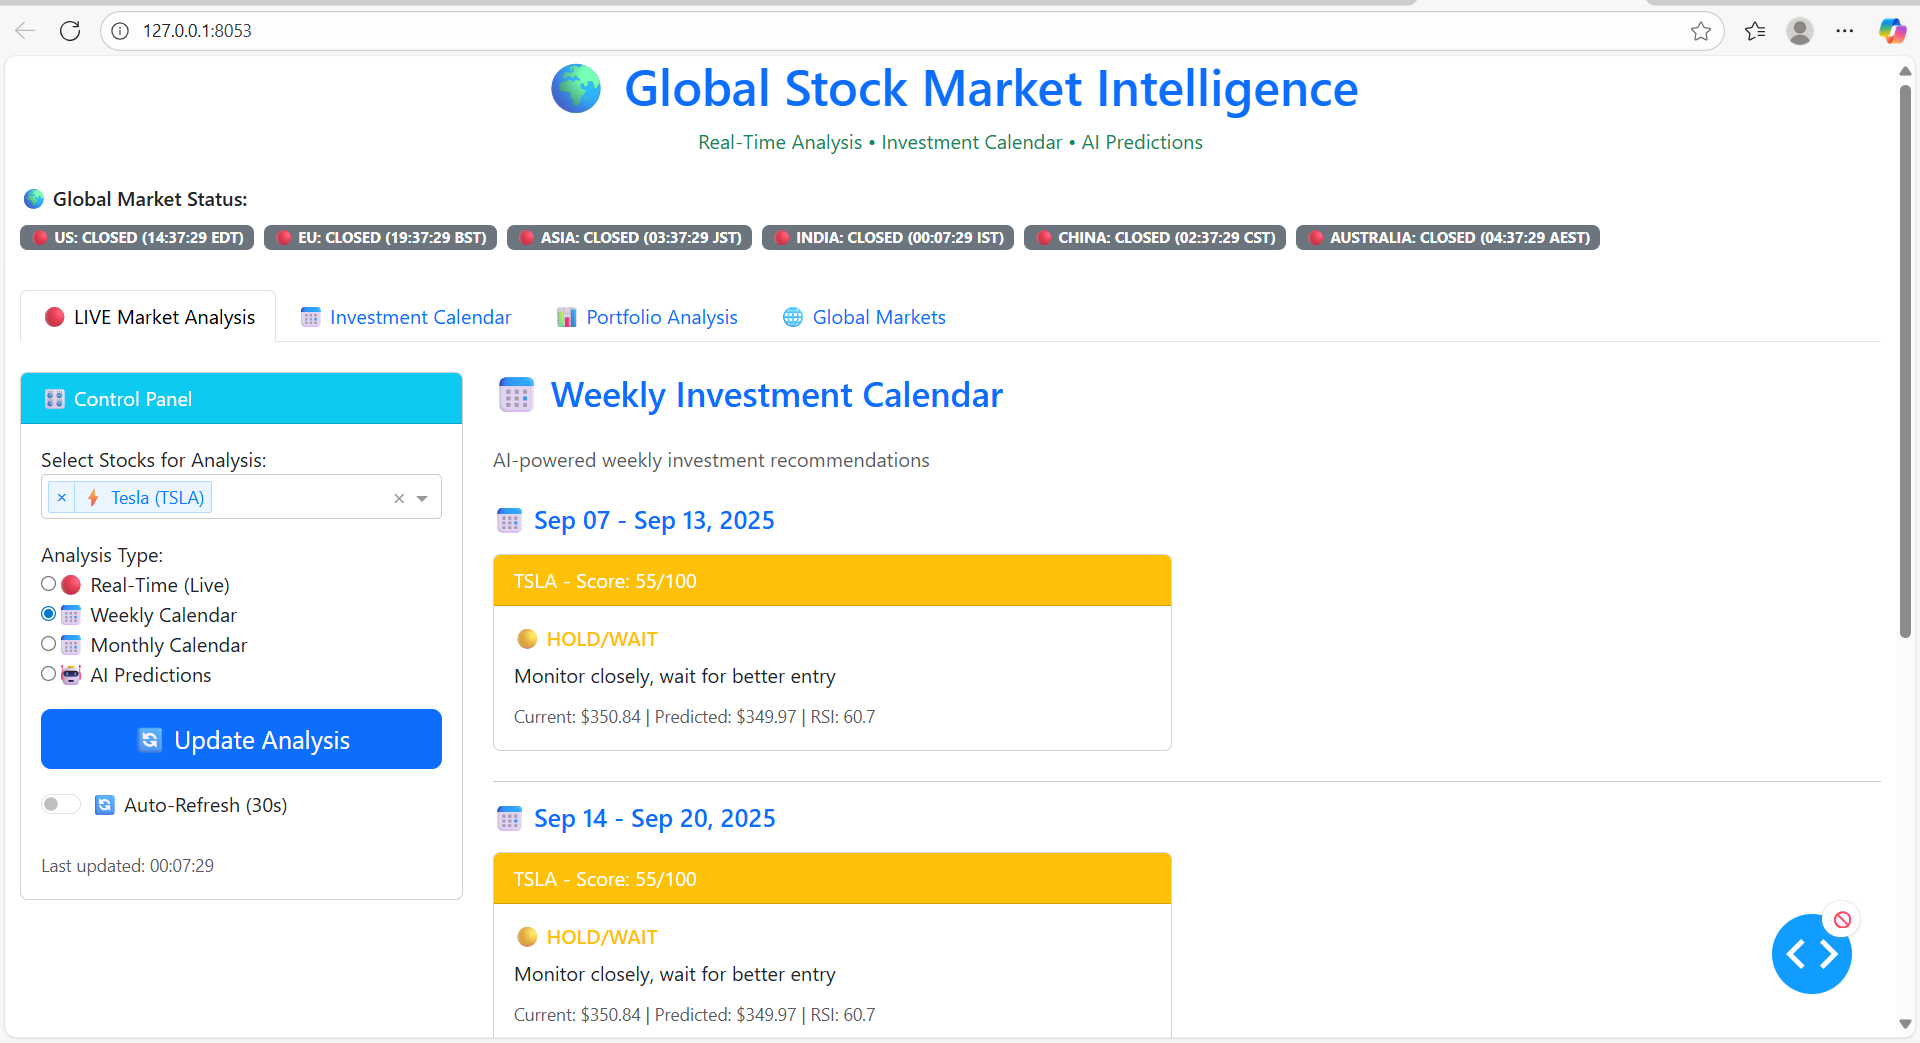 127.0.0.1:8053
Global Stock Market Intelligence
Real-Time Analysis • Investment Calendar • AI Predictions
Global Market Status:
US: CLOSED (14:37:29 EDT) EU: CLOSED (19:37:29 BST) ASIA: CLOSED (03:37:29 JST) INDIA: CLOSED (00:07:29 IST) CHINA: CLOSED (02:37:29 CST) AUSTRALIA: CLOSED (04:37:29 AEST)
LIVE Market Analysis Investment Calendar Portfolio Analysis Global Markets
Control Panel
Select Stocks for Analysis:
× Tesla (TSLA) ×
Analysis Type:
Real-Time (Live)
Weekly Calendar
Monthly Calendar
AI Predictions
Update Analysis
Auto-Refresh (30s)
Last updated: 00:07:29
Weekly Investment Calendar
AI-powered weekly investment recommendations
Sep 07 - Sep 13, 2025
TSLA - Score: 55/100
HOLD/WAIT
Monitor closely, wait for better entry
Current: $350.84 | Predicted: $349.97 | RSI: 60.7
Sep 14 - Sep 20, 2025
TSLA - Score: 55/100
HOLD/WAIT
Monitor closely, wait for better entry
Current: $350.84 | Predicted: $349.97 | RSI: 60.7